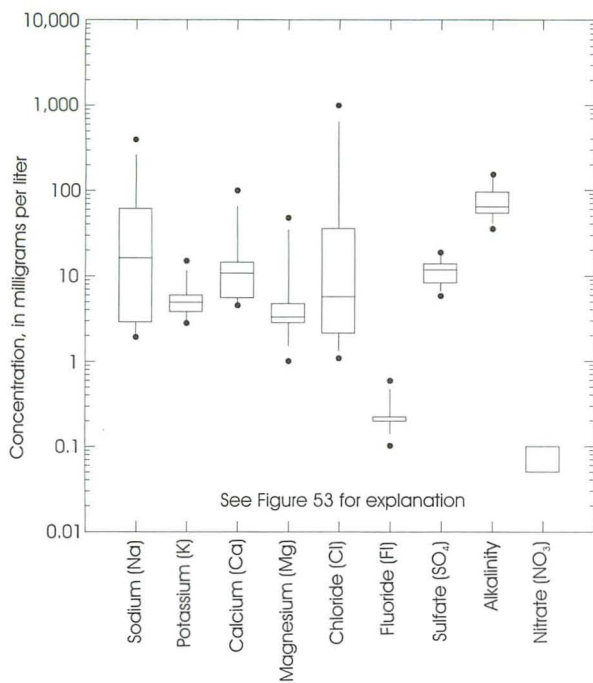 10,000
1,000
100
10
1
0.1
0.01
Concentration, in milligrams per liter
See Figure 53 for explanation
Sodium (Na)
Potassium (K)
Calcium (Ca)
Magnesium (Mg)
Chloride (Cl)
Fluoride (Fl)
Sulfate (SO₄)
Alkalinity
Nitrate (NO₃)